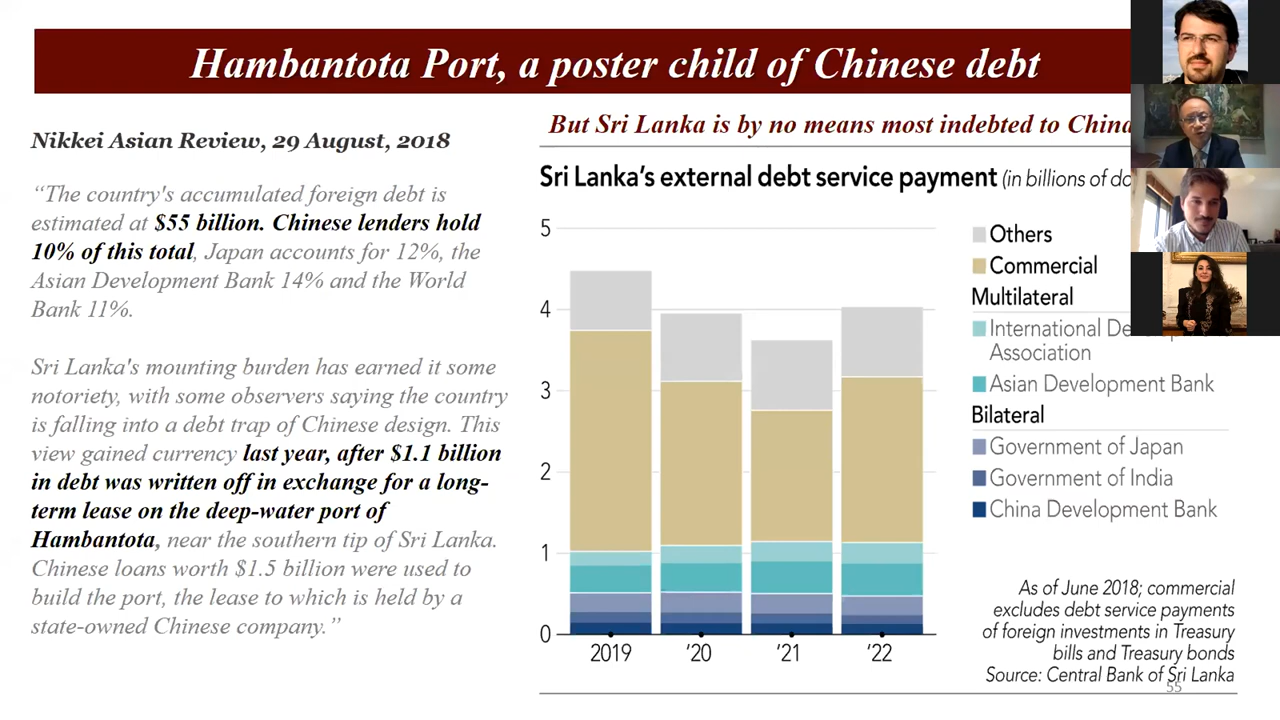 Hambantota Port, a poster child of Chinese debt
Nikkei Asian Review, 29 August, 2018
“The country's accumulated foreign debt is
estimated at $55 billion. Chinese lenders hold
10% of this total, Japan accounts for 12%, the
Asian Development Bank 14% and the World
Bank 11%.
Sri Lanka's mounting burden has earned it some
notoriety, with some observers saying the country
is falling into a debt trap of Chinese design. This
view gained currency last year, after $1.1 billion
in debt was written off in exchange for a long-
term lease on the deep-water port of
Hambantota, near the southern tip of Sri Lanka.
Chinese loans worth $1.5 billion were used to
build the port, the lease to which is held by a
state-owned Chinese company.”
But Sri Lanka is by no means most indebted to China
Sri Lanka’s external debt service payment (in billions of
5
4
3
2
1
0
2019 ’20 ’21 ’22
Others
Commercial
Multilateral
International
Association
Asian Development Bank
Bilateral
Government of Japan
Government of India
China Development Bank
As of June 2018; commercial
excludes debt service payments
of foreign investments in Treasury
bills and Treasury bonds
Source: Central Bank of Sri Lanka
55